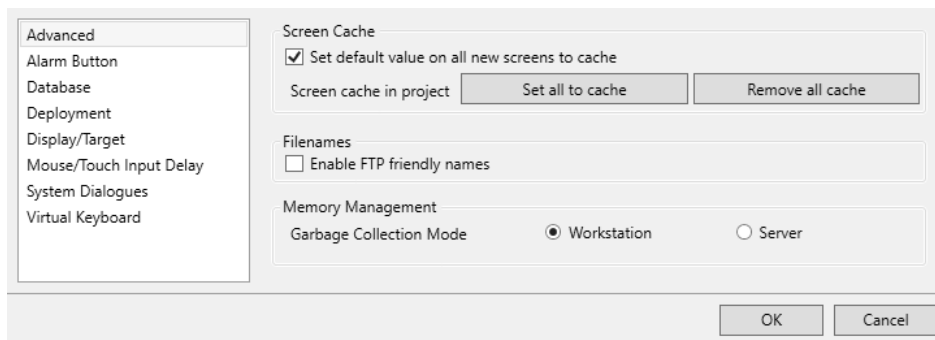 Advanced
Alarm Button
Database
Deployment
Display/Target
Mouse/Touch Input Delay
System Dialogues
Virtual Keyboard
Screen Cache
Set default value on all new screens to cache
Screen cache in project Set all to cache Remove all cache
Filenames
Enable FTP friendly names
Memory Management
Garbage Collection Mode Workstation Server
OK Cancel